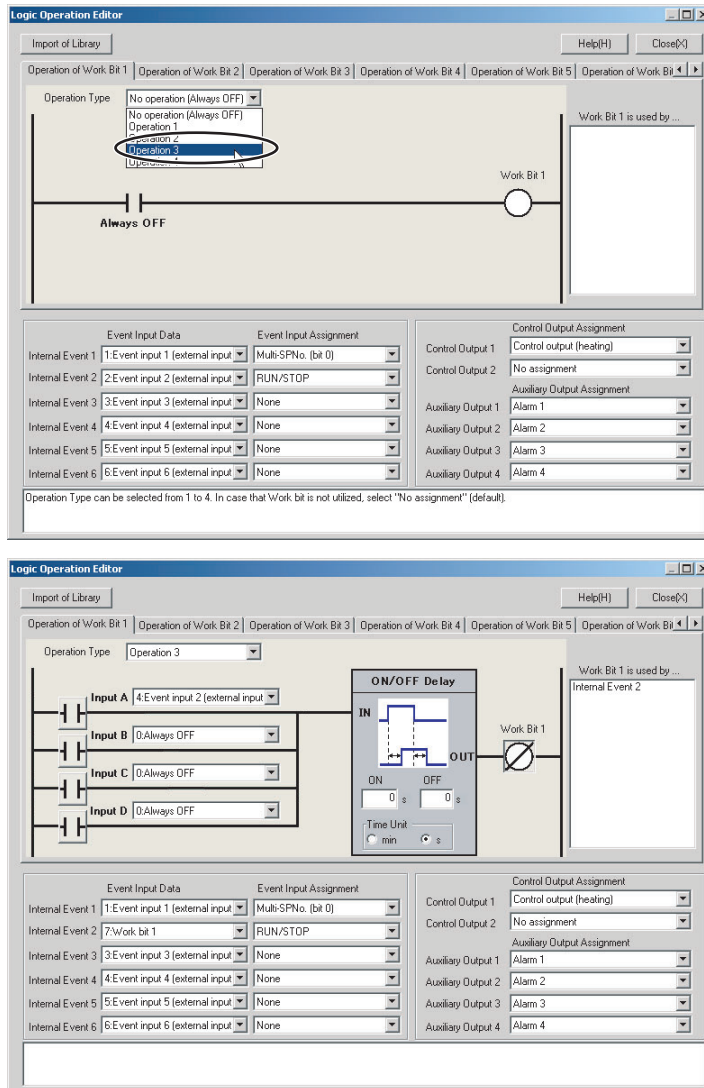 Logic Operation Editor
Import of Library Help(H) Close(X)
Operation of Work Bit 1 Operation of Work Bit 2 Operation of Work Bit 3 Operation of Work Bit 4 Operation of Work Bit 5 Operation of Work Bit
Operation Type No operation (Always OFF)
No operation (Always OFF)
Operation 1
Operation 2
Operation 3
Work Bit 1 is used by ...
Work Bit 1
Always OFF
Event Input Data Event Input Assignment
Internal Event 1 1:Event input 1 (external input Multi-SPNo. (bit 0)
Internal Event 2 2:Event input 2 (external input RUN/STOP
Internal Event 3 3:Event input 3 (external input None
Internal Event 4 4:Event input 4 (external input None
Internal Event 5 5:Event input 5 (external input None
Internal Event 6 6:Event input 6 (external input None
Control Output Assignment
Control Output 1 Control output (heating)
Control Output 2 No assignment
Auxiliary Output Assignment
Auxiliary Output 1 Alarm 1
Auxiliary Output 2 Alarm 2
Auxiliary Output 3 Alarm 3
Auxiliary Output 4 Alarm 4
Operation Type can be selected from 1 to 4. In case that Work bit is not utilized, select "No assignment" (default).
Logic Operation Editor
Import of Library Help(H) Close(X)
Operation of Work Bit 1 Operation of Work Bit 2 Operation of Work Bit 3 Operation of Work Bit 4 Operation of Work Bit 5 Operation of Work Bit
Operation Type Operation 3
Input A 4:Event input 2 (external input
Input B 0:Always OFF
Input C 0:Always OFF
Input D 0:Always OFF
ON/OFF Delay
IN
OUT
ON OFF
0 s 0 s
Time Unit
min s
Work Bit 1
Work Bit 1 is used by ...
Internal Event 2
Event Input Data Event Input Assignment
Internal Event 1 1:Event input 1 (external input Multi-SPNo. (bit 0)
Internal Event 2 7:Work bit 1 RUN/STOP
Internal Event 3 3:Event input 3 (external input None
Internal Event 4 4:Event input 4 (external input None
Internal Event 5 5:Event input 5 (external input None
Internal Event 6 6:Event input 6 (external input None
Control Output Assignment
Control Output 1 Control output (heating)
Control Output 2 No assignment
Auxiliary Output Assignment
Auxiliary Output 1 Alarm 1
Auxiliary Output 2 Alarm 2
Auxiliary Output 3 Alarm 3
Auxiliary Output 4 Alarm 4